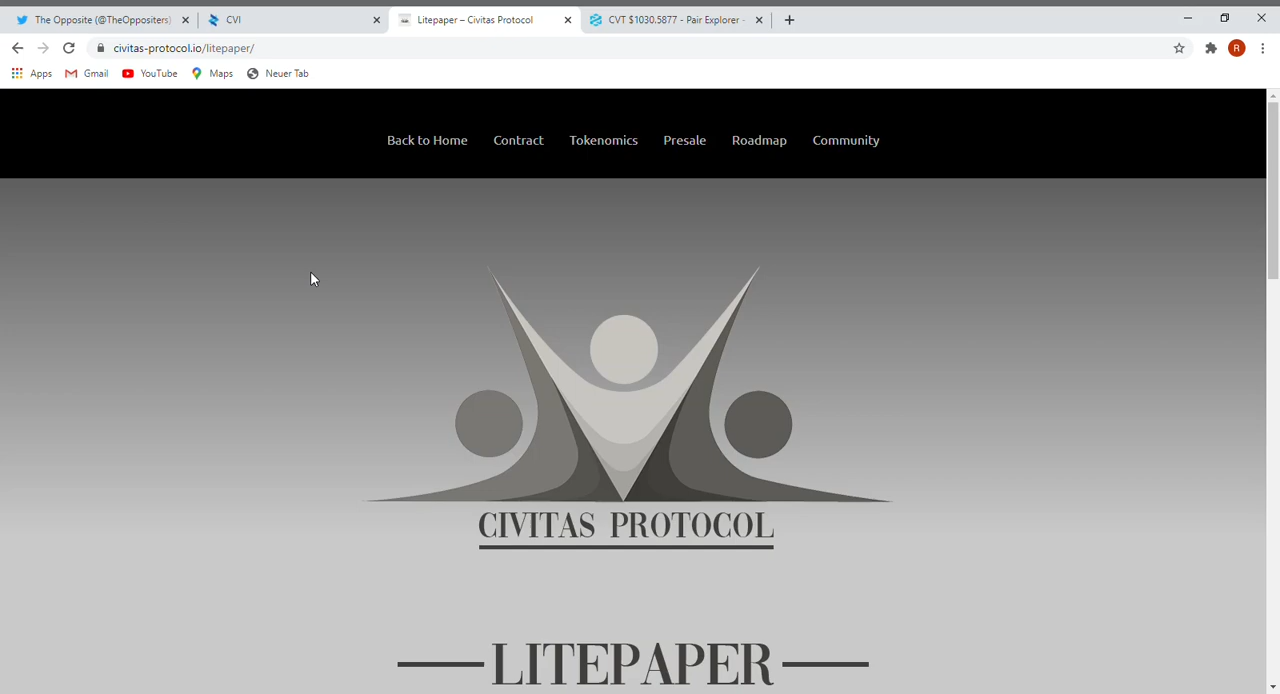 The Opposite (@TheOppositers)
CVI
Litepaper – Civitas Protocol
CVT $1030.5877 - Pair Explorer -
civitas-protocol.io/litepaper/
R
Apps
Gmail
YouTube
Maps
Neuer Tab
Back to Home
Contract
Tokenomics
Presale
Roadmap
Community
CIVITAS PROTOCOL
LITEPAPER